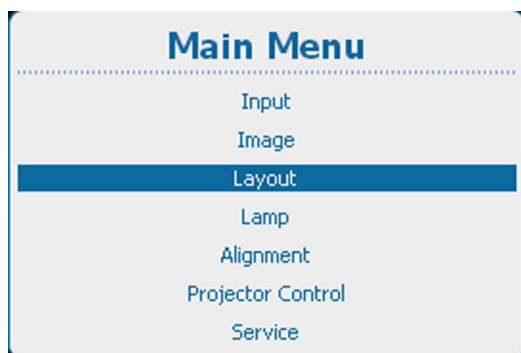 Main Menu
Input
Image
Layout
Lamp
Alignment
Projector Control
Service